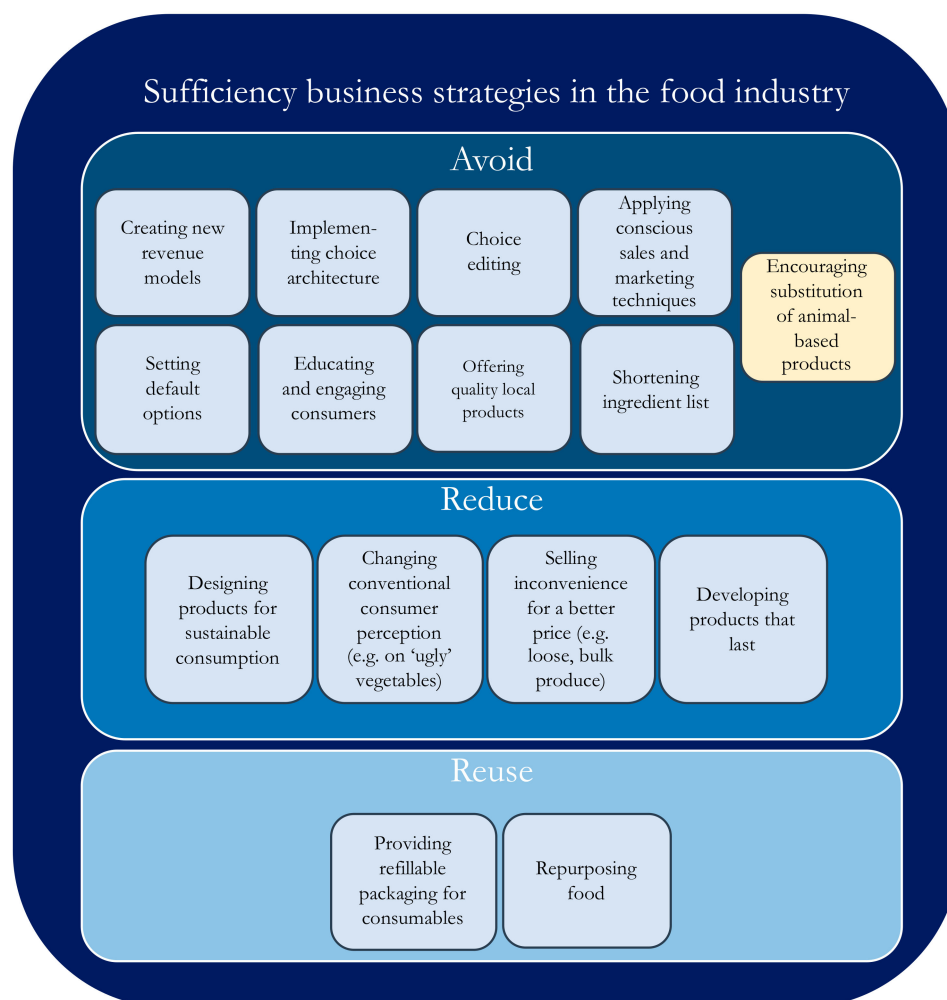 Sufficiency business strategies in the food industry
Avoid
Creating new
revenue
models
Implemen-
ting choice
architecture
Choice
editing
Applying
conscious
sales and
marketing
techniques
Encouraging
substitution
of animal-
based
products
Setting
default
options
Educating
and engaging
consumers
Offering
quality local
products
Shortening
ingredient list
Reduce
Designing
products for
sustainable
consumption
Changing
conventional
consumer
perception
(e.g. on ‘ugly’
vegetables)
Selling
inconvenience
for a better
price (e.g.
loose, bulk
produce)
Developing
products that
last
Reuse
Providing
refillable
packaging for
consumables
Repurposing
food